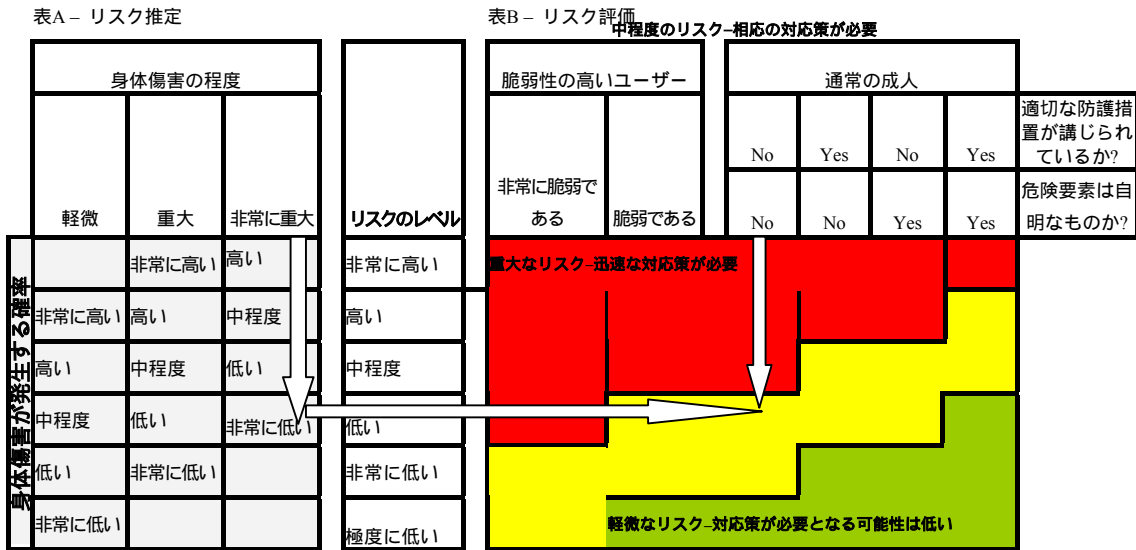 表A – リスク推定
表B – リスク評価
中程度のリスク–相応の対応策が必要
身体傷害の程度
脆弱性の高いユーザー
通常の成人
No Yes No Yes
適切な防護措
置が講じられ
ているか?
軽微 重大 非常に重大
リスクのレベル
非常に脆弱で
ある
脆弱である
No No Yes Yes
危険要素は自
明なものか?
身体傷害が発生する確率
非常に高い 高い 非常に高い
重大なリスク–迅速な対応策が必要
非常に高い 高い 中程度 高い
高い 中程度 低い 中程度
中程度 低い 非常に低い 低い
低い 非常に低い 非常に低い
非常に低い 極度に低い
軽微なリスク–対応策が必要となる可能性は低い